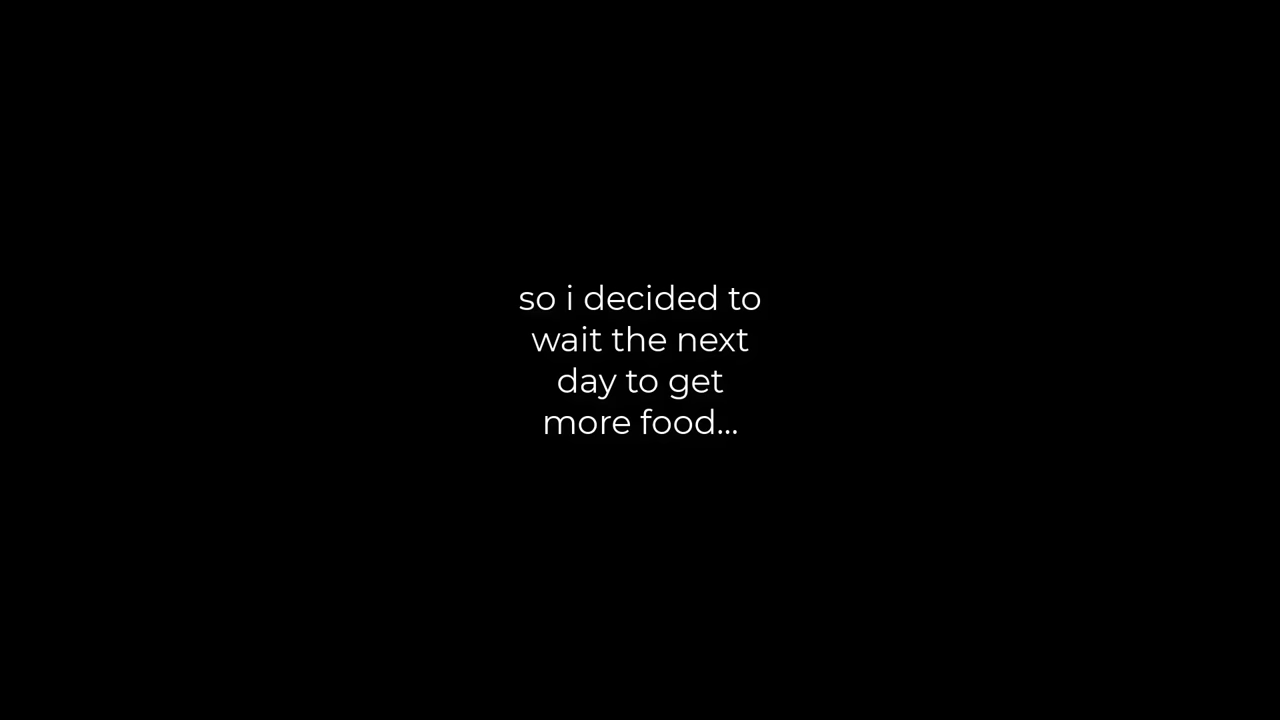 so i decided to
wait the next
day to get
more food...